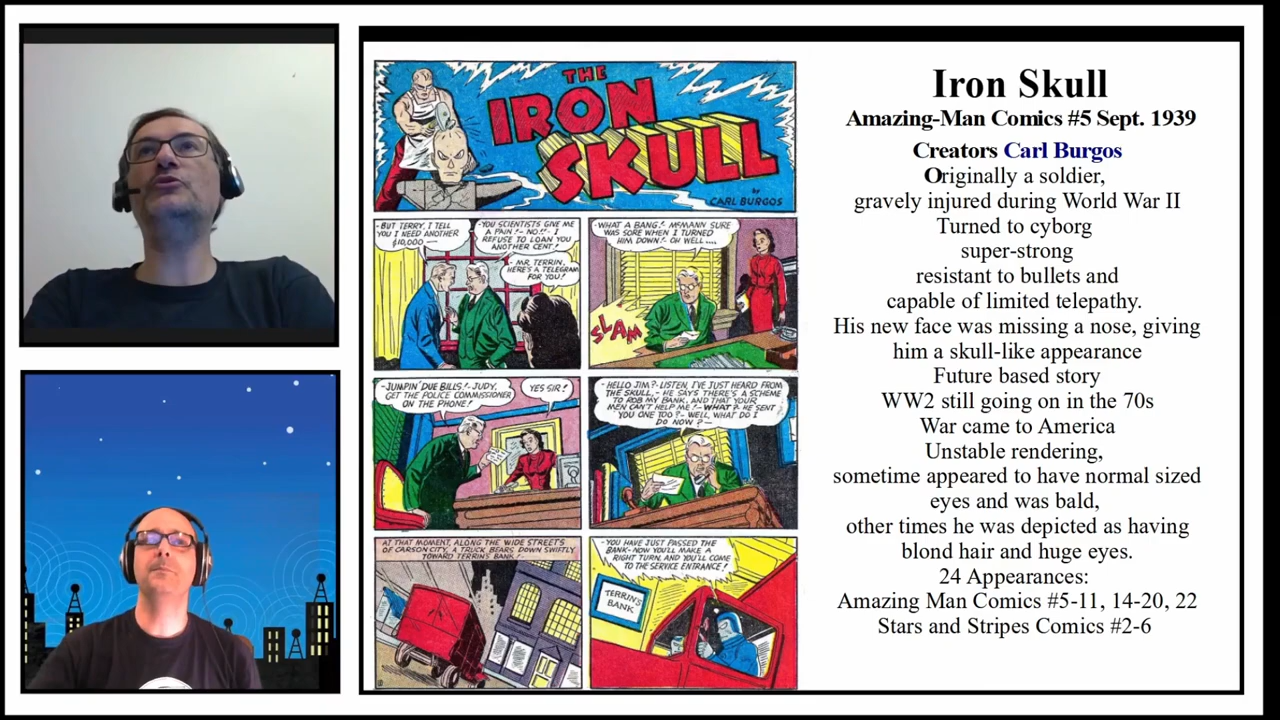 THE
IRON
SKULL
BY
CARL BURGOS
-BUT TERRY, I TELL
YOU I NEED ANOTHER
$10,000 —
-YOU SCIENTISTS GIVE ME
A PAIN!- NO!!- I
REFUSE TO LOAN YOU
ANOTHER CENT!
- MR. TERRIN,
HERE'S A TELEGRAM
FOR YOU!
-WHAT A BANG!- McMANN SURE
WAS SORE WHEN I TURNED
HIM DOWN!- OH WELL....
SLAM
-JUMPIN' DUE BILLS!- JUDY,
GET THE POLICE COMMISSIONER
ON THE PHONE!
YES SIR!
-HELLO JIM?- LISTEN, I'VE JUST HEARD FROM
THE SKULL,- HE SAYS THERE'S A SCHEME
TO ROB MY BANK, AND THAT YOUR
MEN CAN'T HELP ME!- WHAT?- HE SENT
YOU ONE TOO?- WELL, WHAT DO I
DO NOW?—
AT THAT MOMENT, ALONG THE WIDE STREETS
OF CARSON CITY, A TRUCK BEARS DOWN SWIFTLY
TOWARD TERRIN'S BANK!-
-YOU HAVE JUST PASSED THE
BANK- NOW YOU'LL MAKE A
RIGHT TURN, AND YOU'LL COME
TO THE SERVICE ENTRANCE!
TERRIN'S
BANK
Iron Skull
Amazing-Man Comics #5 Sept. 1939
Creators Carl Burgos
Originally a soldier,
gravely injured during World War II
Turned to cyborg
super-strong
resistant to bullets and
capable of limited telepathy.
His new face was missing a nose, giving
him a skull-like appearance
Future based story
WW2 still going on in the 70s
War came to America
Unstable rendering,
sometime appeared to have normal sized
eyes and was bald,
other times he was depicted as having
blond hair and huge eyes.
24 Appearances:
Amazing Man Comics #5-11, 14-20, 22
Stars and Stripes Comics #2-6